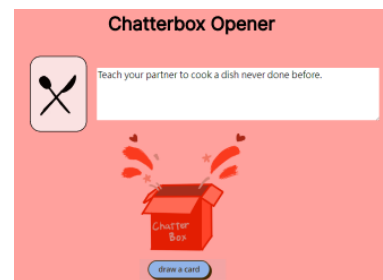 Chatterbox Opener
Teach your partner to cook a dish never done before.
Chatter
Box
draw a card